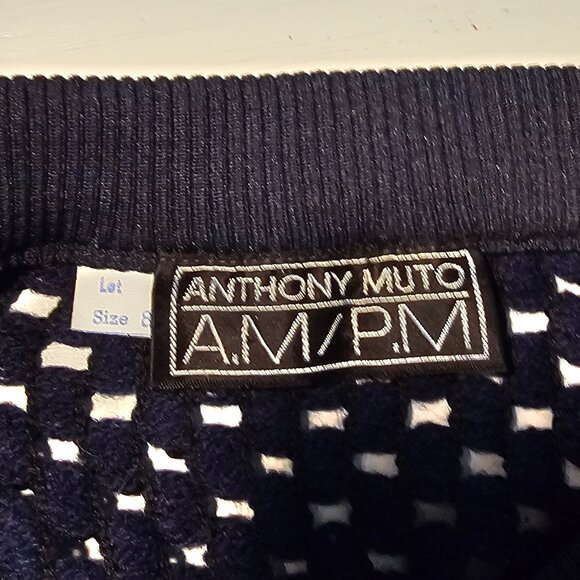 Lot
Size 8
ANTHONY MUTO
A.M/P.M